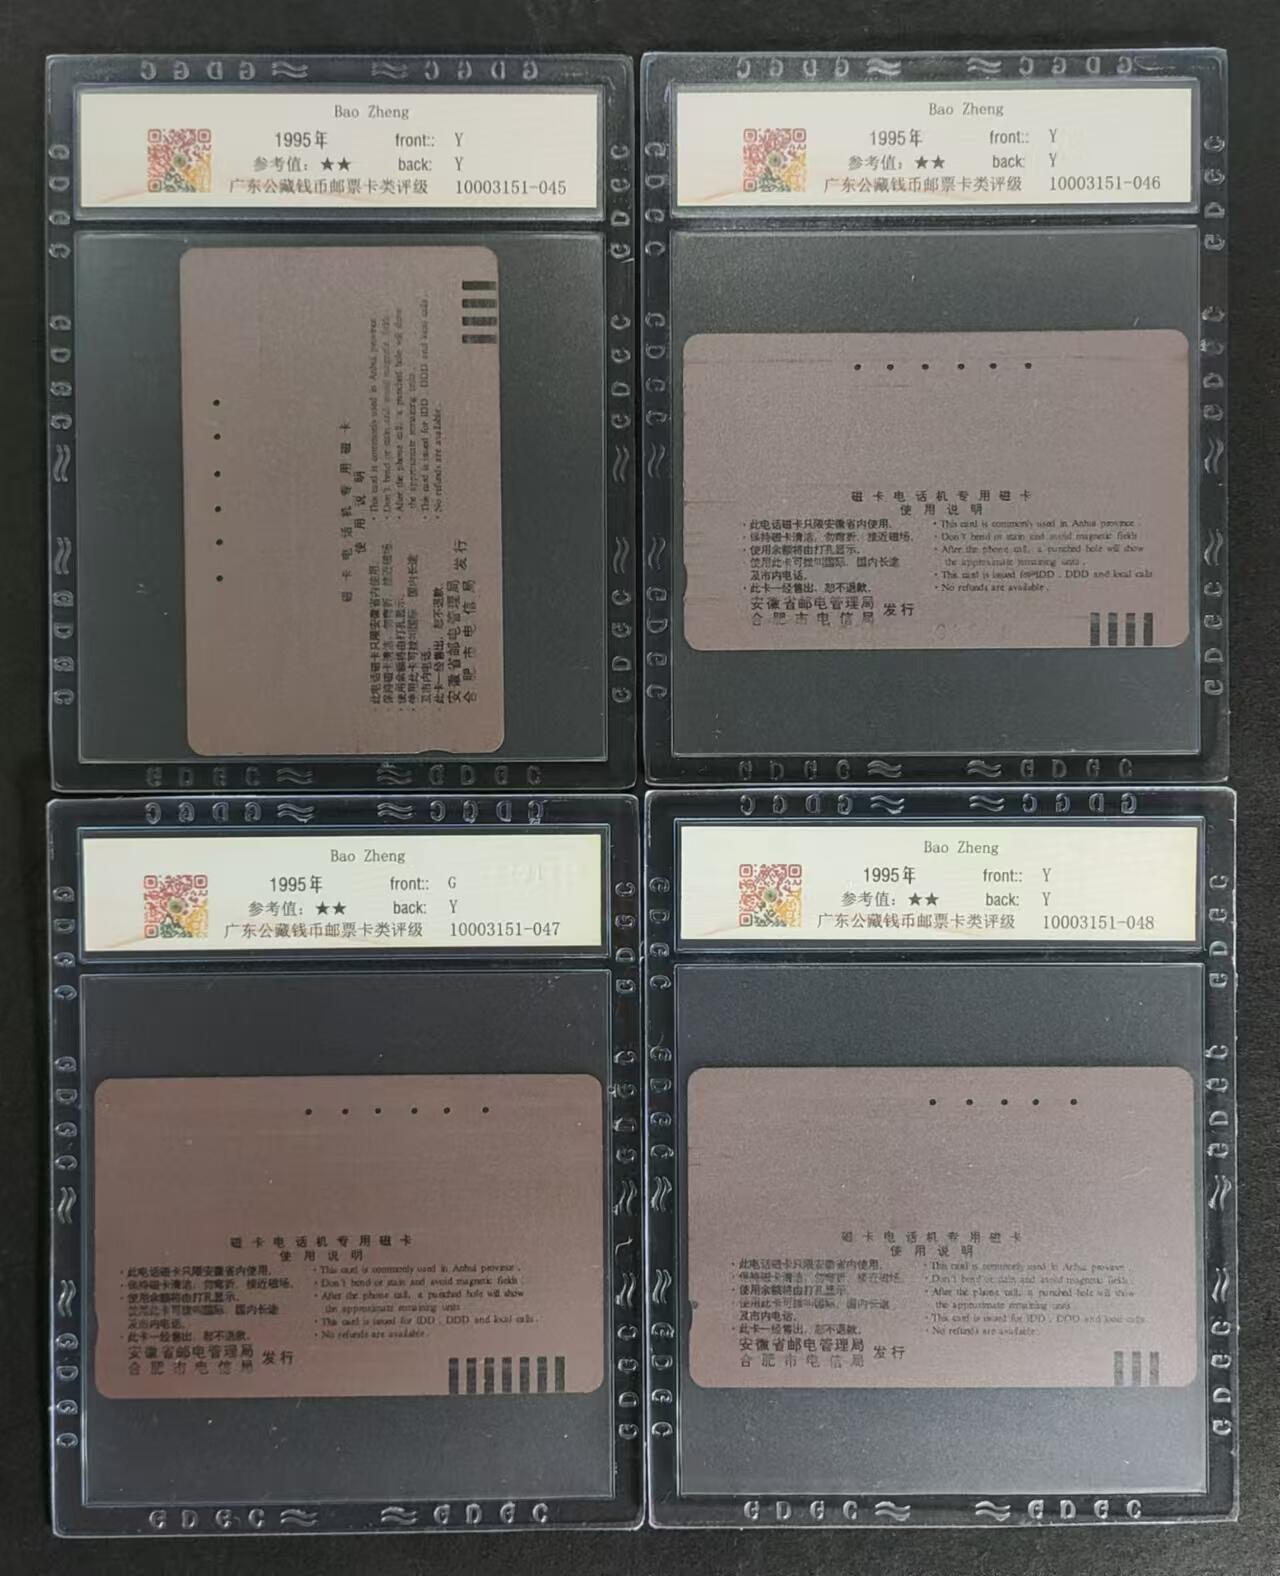 GDGC
GDGC
Bao Zheng
1995年 front:: Y
参考值：★★ back: Y
广东公藏钱币邮票卡类评级 10003151-045
磁卡电话机专用磁卡
使用说明
·此电话磁卡只限安徽省内使用。
·保持磁卡清洁，勿弯折、接近磁场。
·使用余额将由打孔显示。
·使用此卡可拨叫国际、国内长途
及市内电话。
·此卡一经售出，恕不退款。
安徽省邮电管理局
合肥市电信局 发行
· This card is commonly used in Anhui province .
· Don't bend or stain and avoid magnetic fields
· After the phone call, a punched hole will show
the approximate remaining units .
· This card is issued for IDD . DDD and local calls .
· No refunds are available .
GDGC
GDGC
GDGC
GDGC
Bao Zheng
1995年 front:: Y
参考值：★★ back: Y
广东公藏钱币邮票卡类评级 10003151-046
磁卡电话机专用磁卡
使用说明
·此电话磁卡只限安徽省内使用。
·保持磁卡清洁，勿弯折、接近磁场。
·使用余额将由打孔显示。
·使用此卡可拨叫国际、国内长途
及市内电话。
·此卡一经售出，恕不退款。
安徽省邮电管理局
合肥市电信局 发行
· This card is commonly used in Anhui province .
· Don't bend or stain and avoid magnetic fields
· After the phone call, a punched hole will show
the approximate remaining units .
· This card is issued for IDD . DDD and local calls
· No refunds are available .
GDGC
GDGC
GDGC
GDGC
Bao Zheng
1995年 front:: G
参考值：★★ back: Y
广东公藏钱币邮票卡类评级 10003151-047
磁卡电话机专用磁卡
使用说明
·此电话磁卡只限安徽省内使用。
·保持磁卡清洁，勿弯折、接近磁场。
·使用余额将由打孔显示。
·使用此卡可拨叫国际、国内长途
及市内电话。
·此卡一经售出，恕不退款。
安徽省邮电管理局
合肥市电信局 发行
· This card is commonly used in Anhui province .
· Don't bend or stain and avoid magnetic fields
· After the phone call, a punched hole will show
the approximate remaining units
· This card is issued for IDD . DDD and local calls .
· No refunds are available .
GDGC
GDGC
GDGC
GDGC
Bao Zheng
1995年 front:: Y
参考值：★★ back: Y
广东公藏钱币邮票卡类评级 10003151-048
磁卡电话机专用磁卡
使用说明
·此电话磁卡只限安徽省内使用。
·保持磁卡清洁，勿弯折、接近磁场。
·使用余额将由打孔显示。
·使用此卡可拨叫国际、国内长途
及市内电话。
·此卡一经售出，恕不退款。
安徽省邮电管理局
合肥市电信局 发行
· This card is commonly used in Anhui province .
· Don't bend or stain and avoid magnetic fields
· After the phone call, a punched hole will show
the approximate remaining units
· This card is issued for IDD . DDD and local calls
· No refunds are available .
GDGC
GDGC